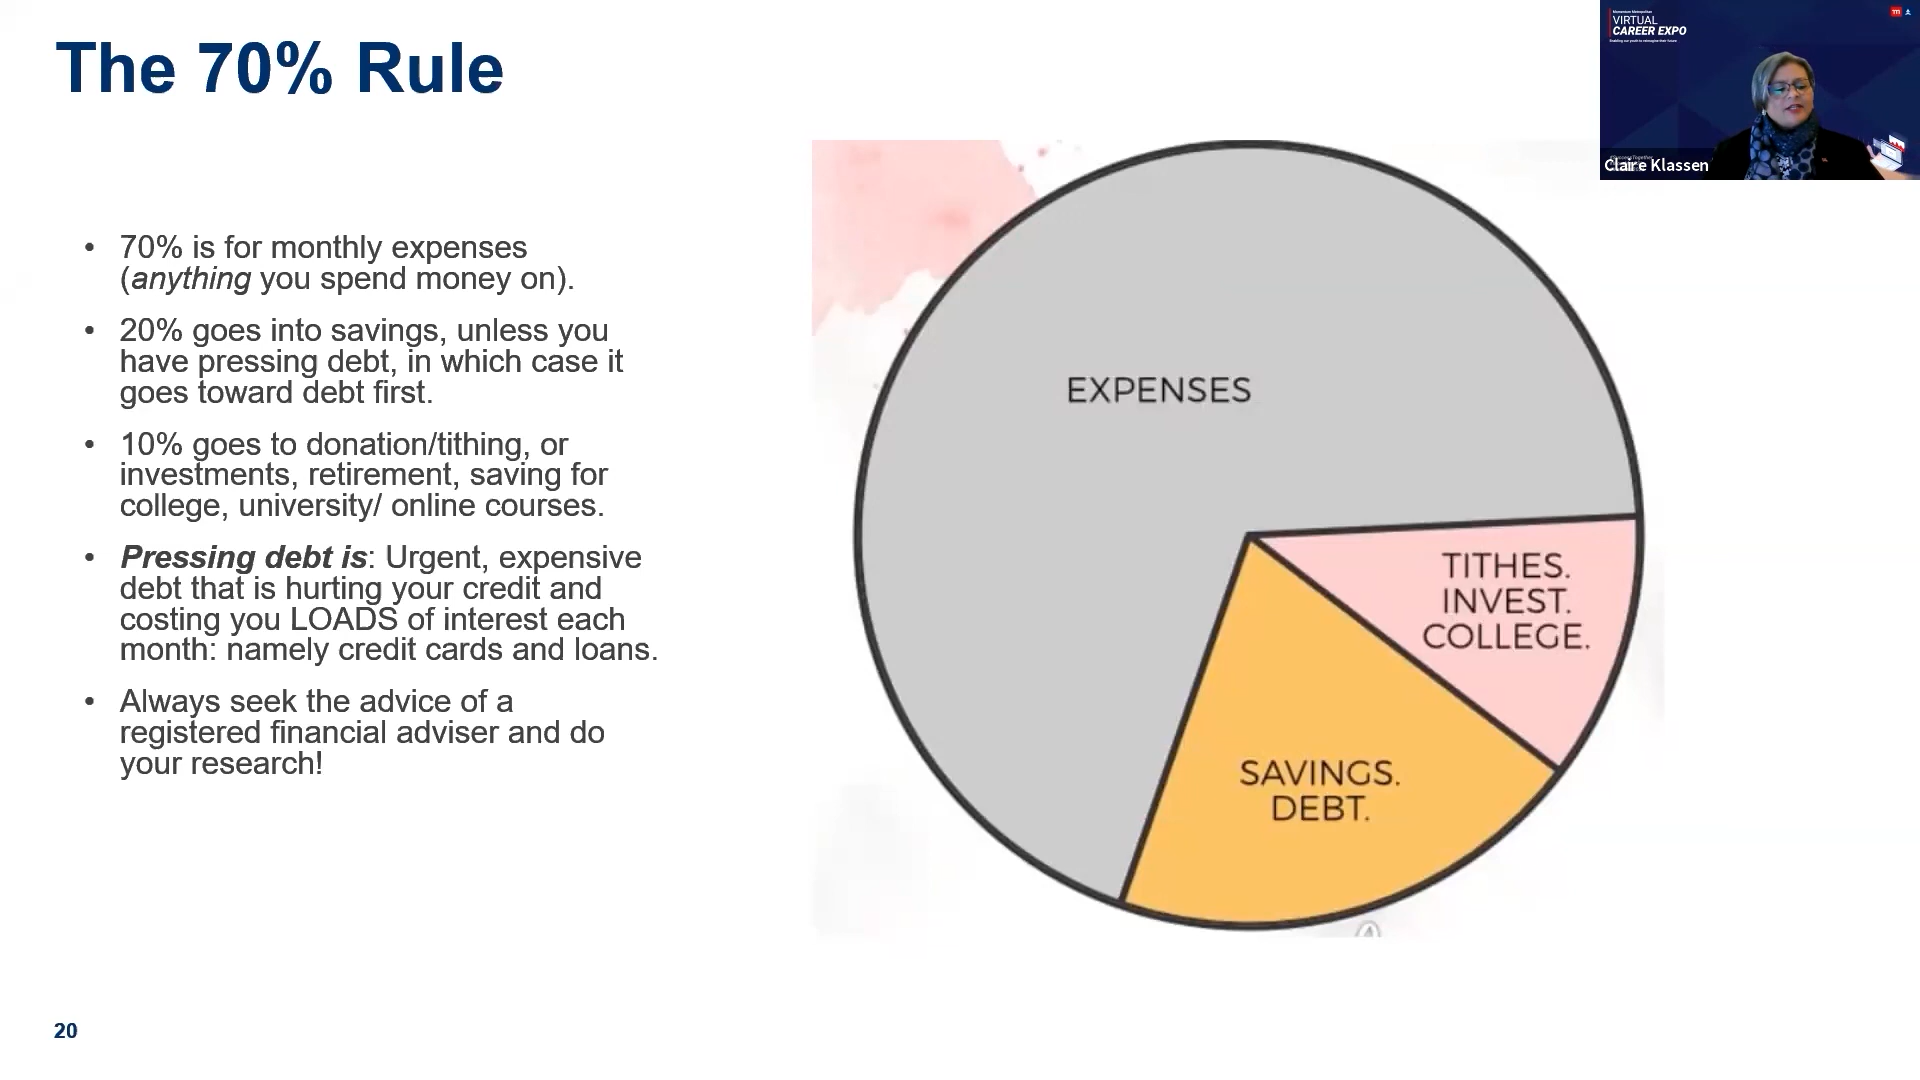 The 70% Rule
• 70% is for monthly expenses
(anything you spend money on).
• 20% goes into savings, unless you
have pressing debt, in which case it
goes toward debt first.
• 10% goes to donation/tithing, or
investments, retirement, saving for
college, university/ online courses.
• Pressing debt is: Urgent, expensive
debt that is hurting your credit and
costing you LOADS of interest each
month: namely credit cards and loans.
• Always seek the advice of a
registered financial adviser and do
your research!
EXPENSES
TITHES.
INVEST.
COLLEGE.
SAVINGS.
DEBT.
Momentum Metropolitan
VIRTUAL
CAREER EXPO
Claire Klassen
20